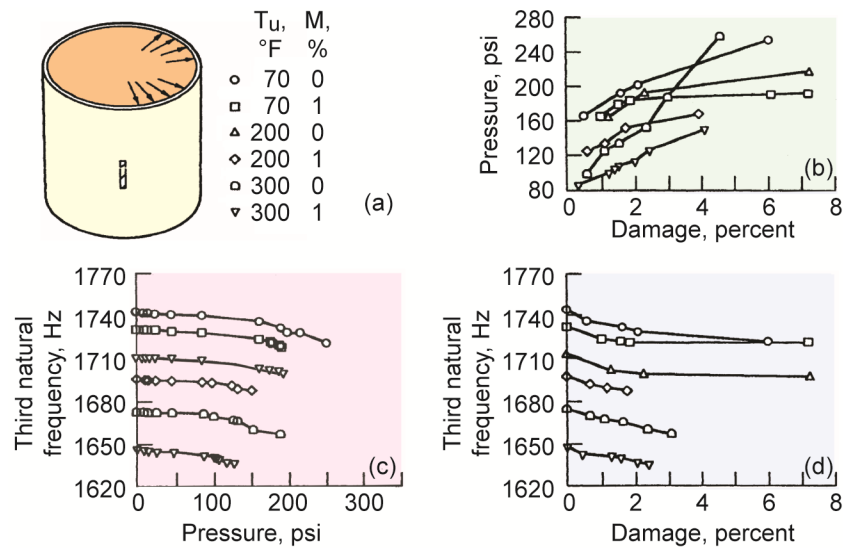 Tu, M,
°F %
70 0
70 1
200 0
200 1
300 0
300 1
(a)
Pressure, psi
280
240
200
160
120
80
0 2 4 6 8
Damage, percent
(b)
Third natural
frequency, Hz
1770
1740
1710
1680
1650
1620
0 100 200 300
Pressure, psi
(c)
Third natural
frequency, Hz
1770
1740
1710
1680
1650
1620
0 2 4 6 8
Damage, percent
(d)